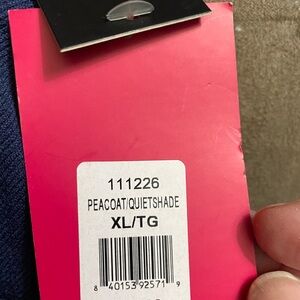 111226
PEACOAT/QUIETSHADE
XL/TG
8 40153 92571 9